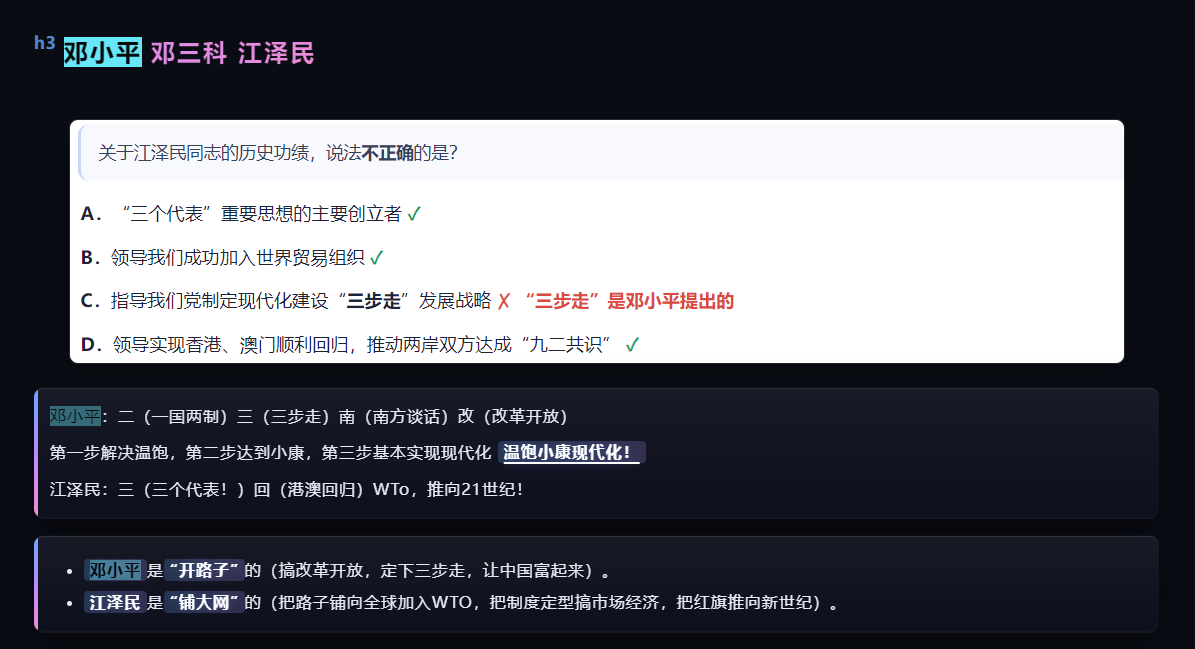 h3 邓小平 邓三科 江泽民
关于江泽民同志的历史功绩，说法不正确的是？
A．“三个代表”重要思想的主要创立者 ✓
B．领导我们成功加入世界贸易组织 ✓
C．指导我们党制定现代化建设“三步走”发展战略 ✗ “三步走”是邓小平提出的
D．领导实现香港、澳门顺利回归，推动两岸双方达成“九二共识” ✓
邓小平：二（一国两制）三（三步走）南（南方谈话）改（改革开放）
第一步解决温饱，第二步达到小康，第三步基本实现现代化 温饱小康现代化！
江泽民：三（三个代表！）回（港澳回归）WTo，推向21世纪！
• 邓小平是“开路子”的（搞改革开放，定下三步走，让中国富起来）。
• 江泽民是“铺大网”的（把路子铺向全球加入WTO，把制度定型搞市场经济，把红旗推向新世纪）。